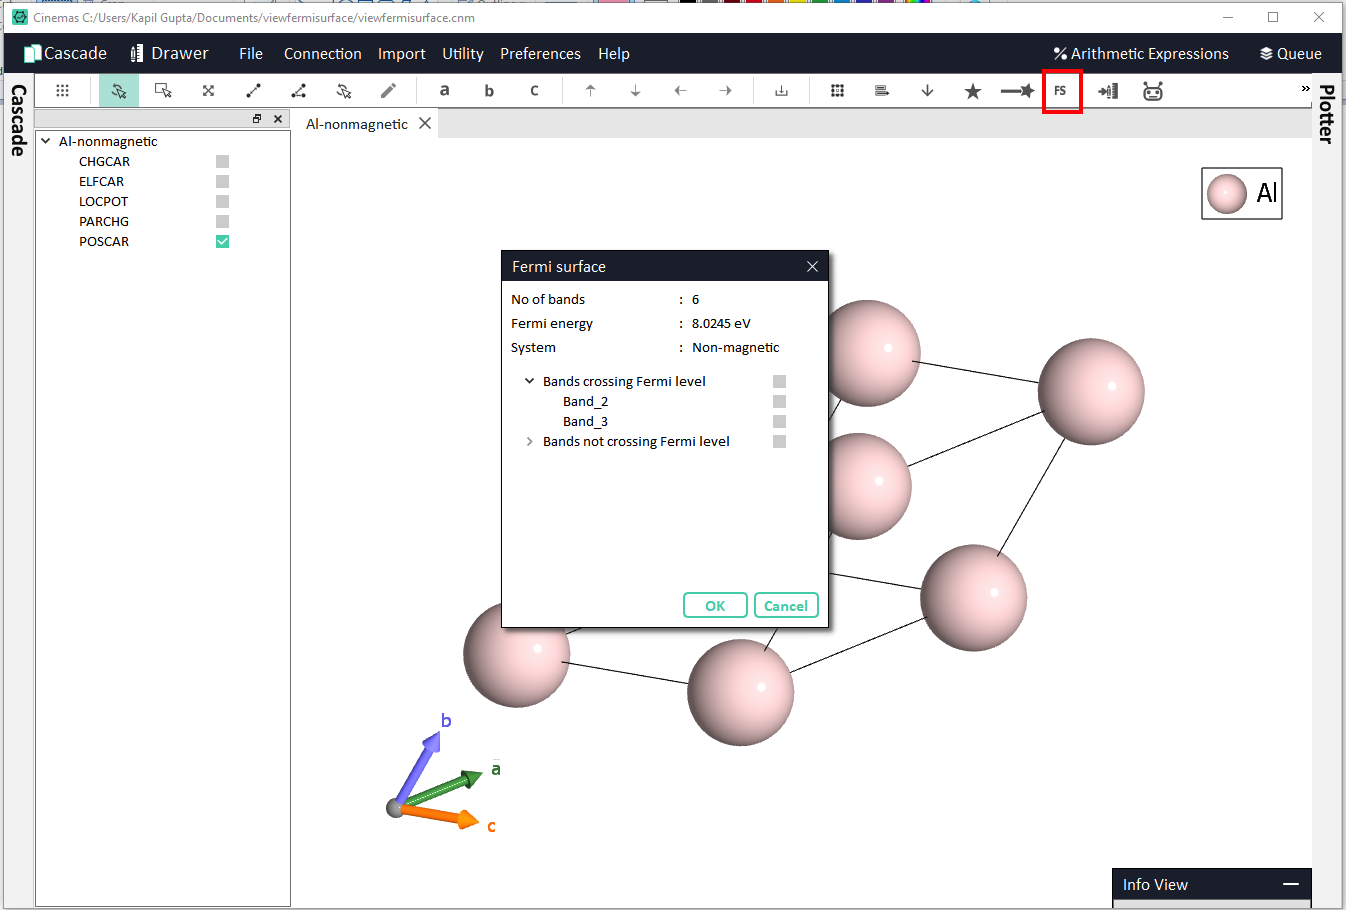 Cinemas C:/Users/Kapil Gupta/Documents/viewfermisurface/viewfermisurface.cnm
Cascade Drawer File Connection Import Utility Preferences Help Arithmetic Expressions Queue
a b c FS »
Cascade
Plotter
Al-nonmagnetic
Al-nonmagnetic
CHGCAR
ELFCAR
LOCPOT
PARCHG
POSCAR
Al
Fermi surface
No of bands : 6
Fermi energy : 8.0245 eV
System : Non-magnetic
Bands crossing Fermi level
Band_2
Band_3
Bands not crossing Fermi level
OK Cancel
b
a
c
Info View